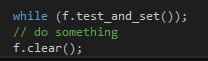 while (f.test_and_set());
// do something
f.clear();